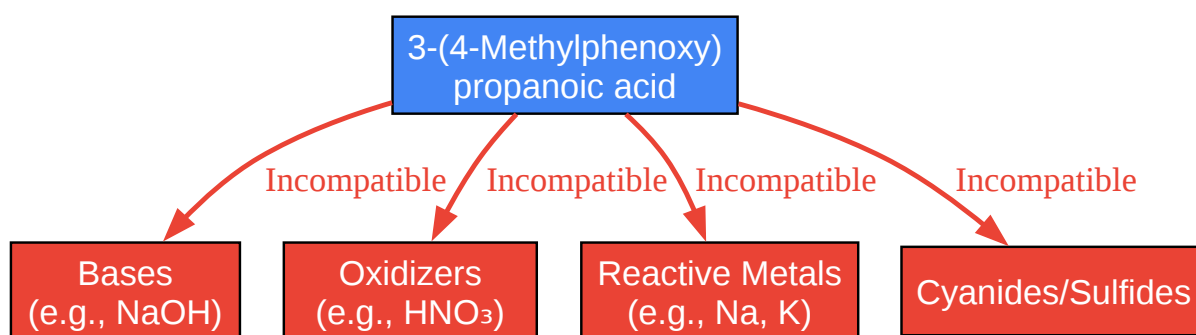 3-(4-Methylphenoxy)
propanoic acid
Incompatible
Incompatible
Incompatible
Incompatible
Bases
(e.g., NaOH)
Oxidizers
(e.g., HNO₃)
Reactive Metals
(e.g., Na, K)
Cyanides/Sulfides